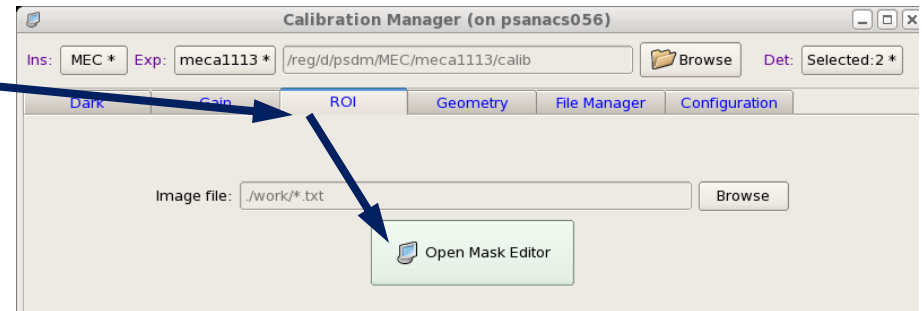 Calibration Manager (on psanacs056)
Ins: MEC * Exp: meca1113 * /reg/d/psdm/MEC/meca1113/calib Browse Det: Selected:2 *
Dark Gain ROI Geometry File Manager Configuration
Image file: ./work/*.txt Browse
Open Mask Editor